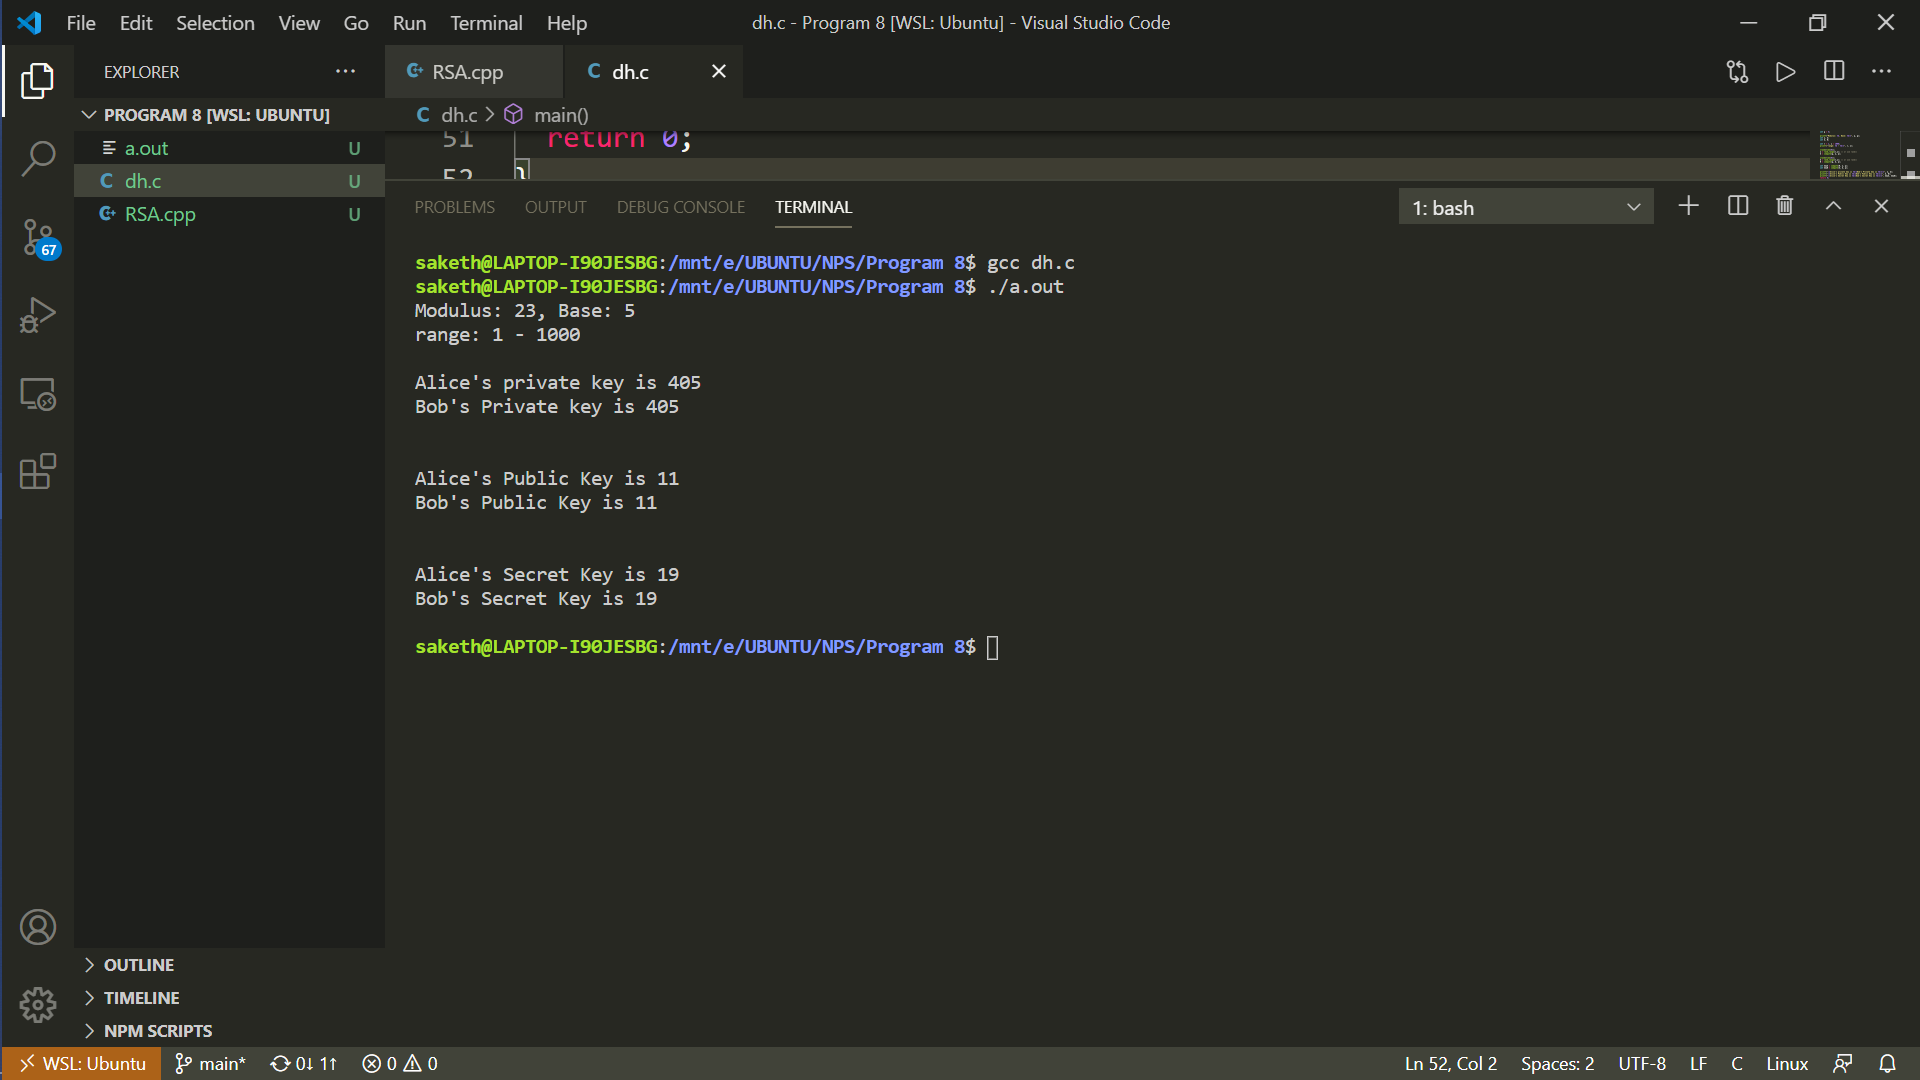 File Edit Selection View Go Run Terminal Help
dh.c - Program 8 [WSL: Ubuntu] - Visual Studio Code
EXPLORER
RSA.cpp
dh.c
PROGRAM 8 [WSL: UBUNTU]
a.out U
dh.c U
RSA.cpp U
67
dh.c > main()
51 return 0;
52 }
PROBLEMS OUTPUT DEBUG CONSOLE TERMINAL
1: bash
saketh@LAPTOP-I90JESBG:/mnt/e/UBUNTU/NPS/Program 8$ gcc dh.c
saketh@LAPTOP-I90JESBG:/mnt/e/UBUNTU/NPS/Program 8$ ./a.out
Modulus: 23, Base: 5
range: 1 - 1000
Alice's private key is 405
Bob's Private key is 405
Alice's Public Key is 11
Bob's Public Key is 11
Alice's Secret Key is 19
Bob's Secret Key is 19
saketh@LAPTOP-I90JESBG:/mnt/e/UBUNTU/NPS/Program 8$
OUTLINE
TIMELINE
NPM SCRIPTS
WSL: Ubuntu main* 0↓ 1↑ 0 0
Ln 52, Col 2 Spaces: 2 UTF-8 LF C Linux